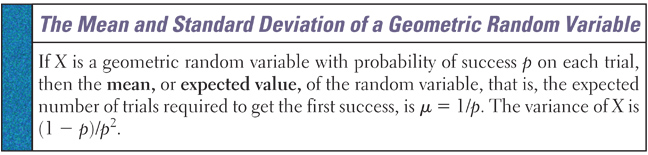 The Mean and Standard Deviation of a Geometric Random Variable
If X is a geometric random variable with probability of success p on each trial,
then the mean, or expected value, of the random variable, that is, the expected
number of trials required to get the first success, is μ = 1/p. The variance of X is
(1 − p)/p².